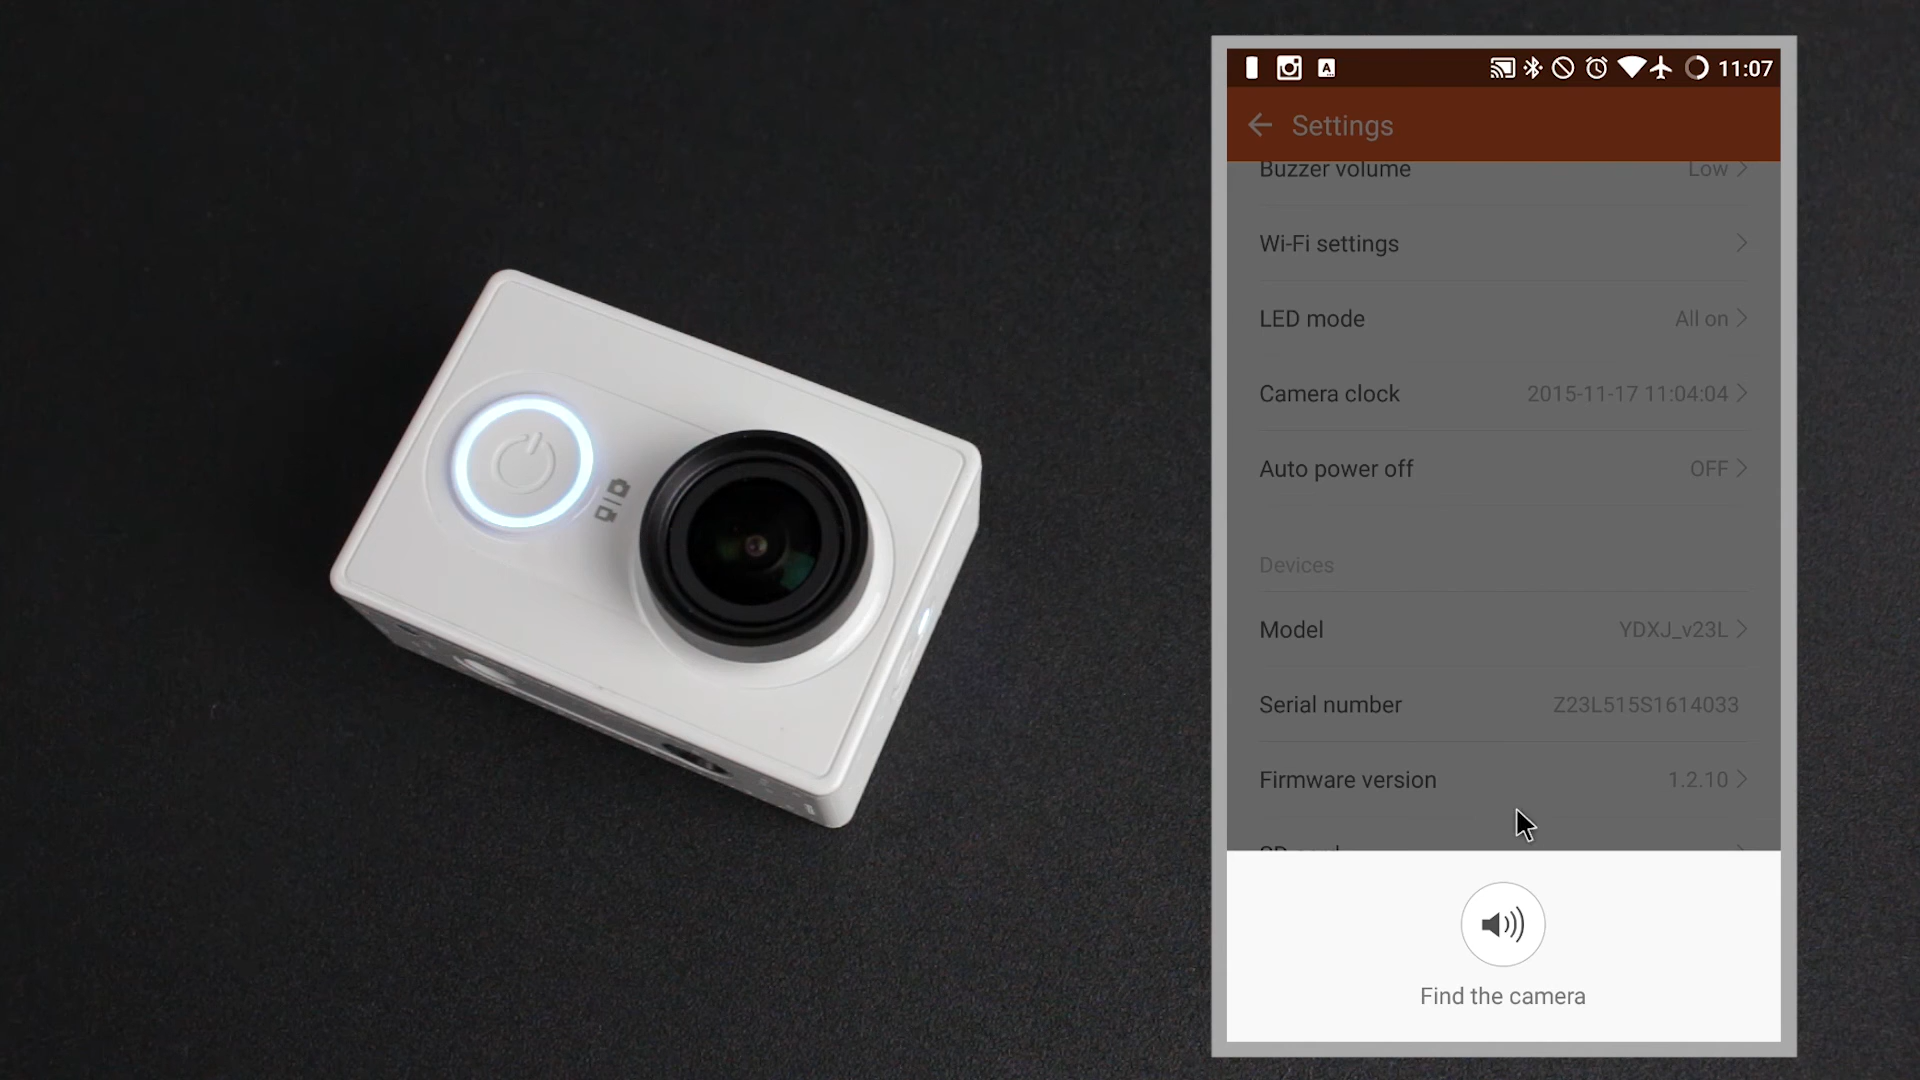 11:07
Settings
Buzzer volume Low
Wi-Fi settings
LED mode All on
Camera clock 2015-11-17 11:04:04
Auto power off OFF
Devices
Model YDXJ_v23L
Serial number Z23L515S1614033
Firmware version 1.2.10
SD card
Find the camera